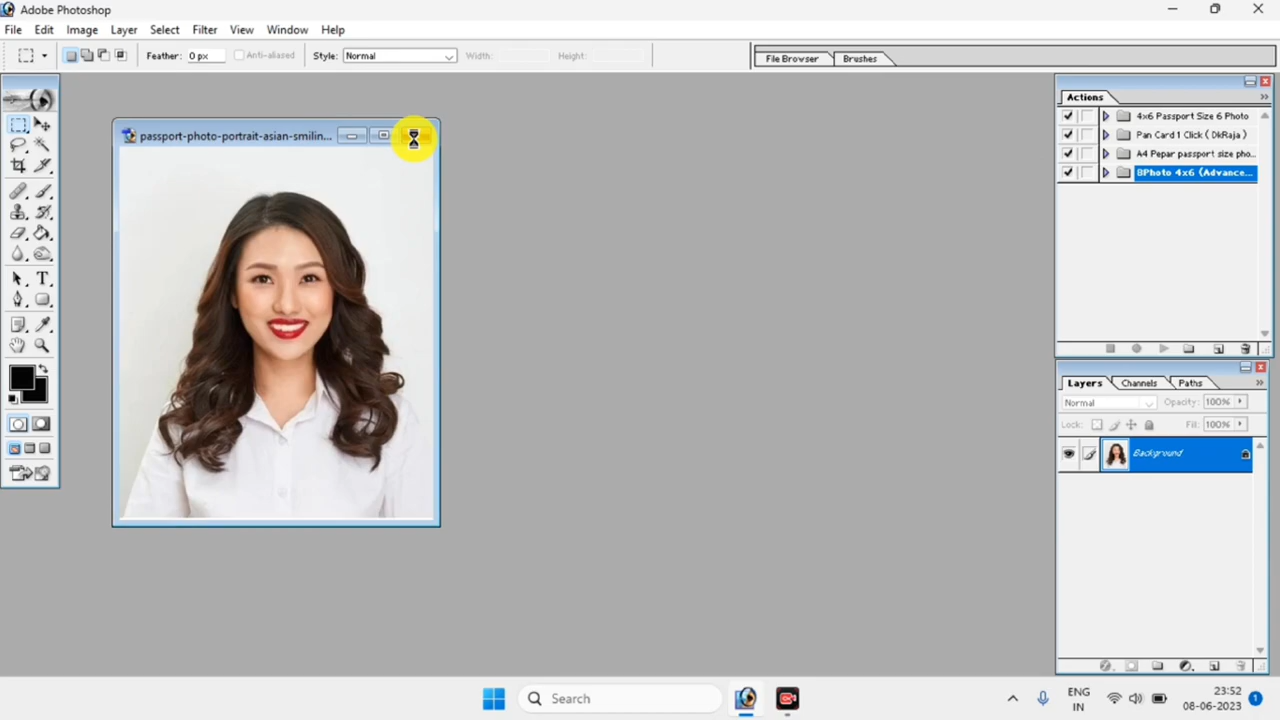 Adobe Photoshop
File Edit Image Layer Select Filter View Window Help
Feather: 0 px Anti-aliased Style: Normal Width: Height:
File Browser Brushes
passport-photo-portrait-asian-smilin...
Actions
4x6 Passport Size 6 Photo
Pan Card 1 Click ( DkRaja )
A4 Pepar passport size pho...
8Photo 4x6 (Advance...
Layers Channels Paths
Normal Opacity: 100%
Lock: Fill: 100%
Background
Search
ENG
IN
23:52
08-06-2023
1